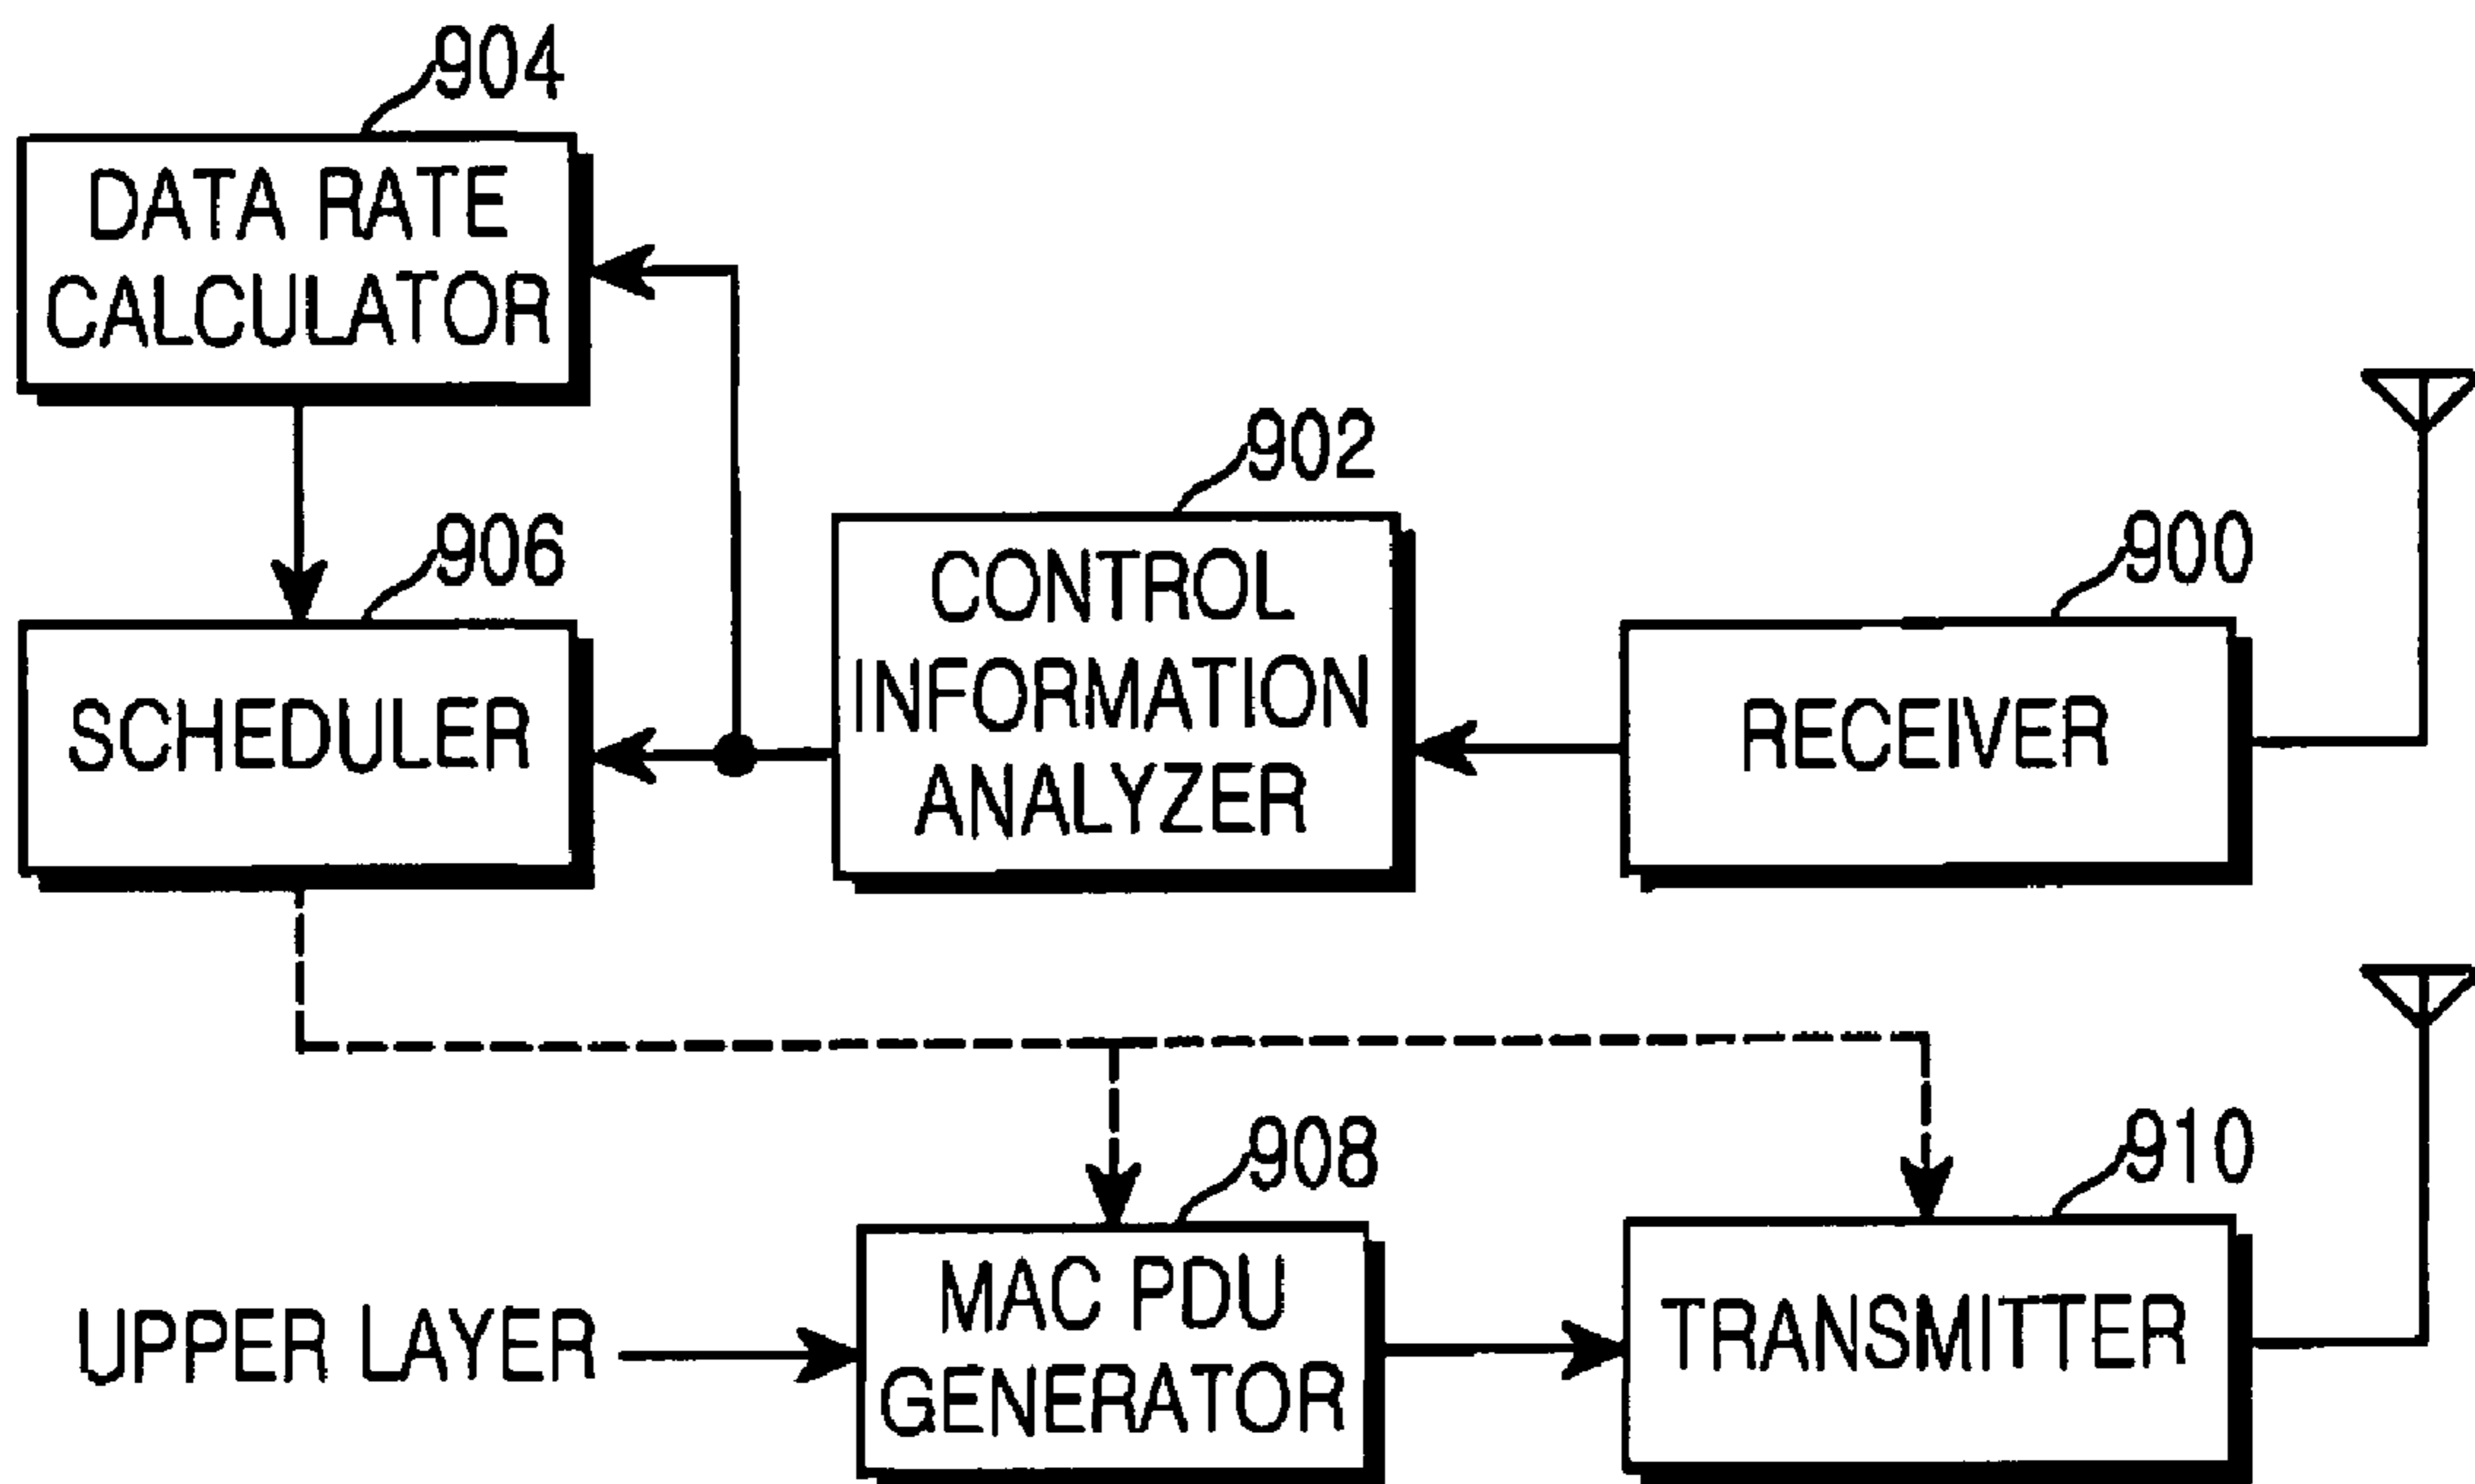 904
DATA RATE
CALCULATOR
902
906
900
CONTROL
INFORMATION
ANALYZER
SCHEDULER
RECEIVER
908
910
UPPER LAYER
MAC PDU
GENERATOR
TRANSMITTER